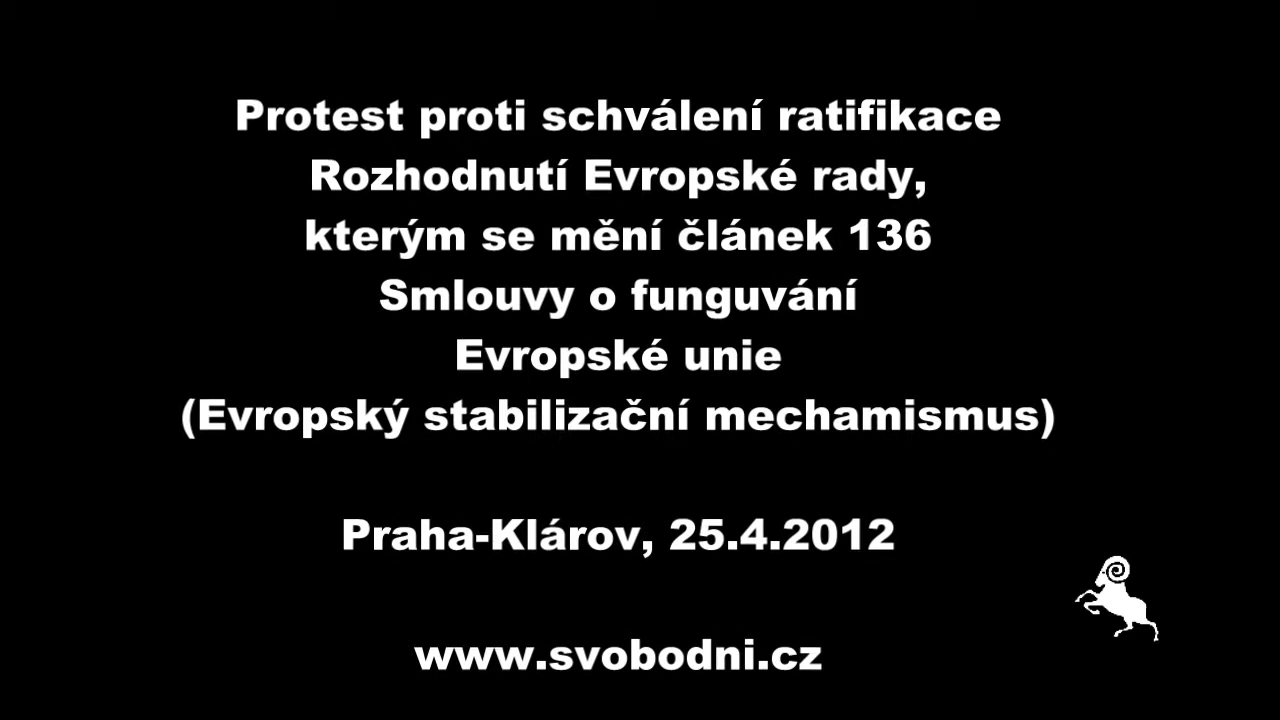 Protest proti schválení ratifikace
Rozhodnutí Evropské rady,
kterým se mění článek 136
Smlouvy o funguvání
Evropské unie
(Evropský stabilizační mechamismus)
Praha-Klárov, 25.4.2012
www.svobodni.cz